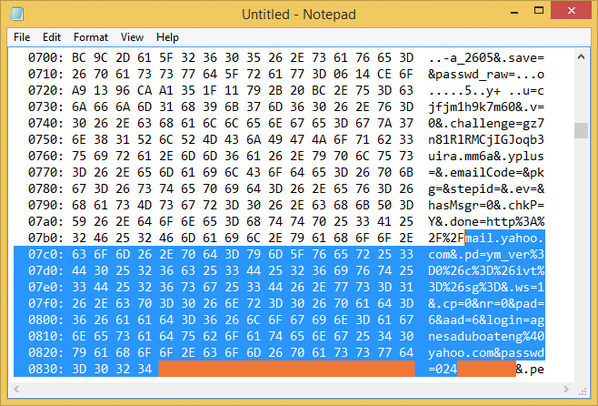 Untitled - Notepad
File Edit Format View Help
0700: BC 9C 2D 61 5F 32 36 30 35 26 2E 73 61 76 65 3D ..-a_2605&.save=
0710: 26 70 61 73 73 77 64 5F 72 61 77 3D 06 14 CE 6F &passwd_raw=...o
0720: A9 13 96 CA A1 35 1F 11 79 2B 20 BC 2E 75 3D 63 .....5..y+ ..u=c
0730: 6A 66 6A 6D 31 68 39 6B 37 6D 36 30 26 2E 76 3D jfjm1h9k7m60&.v=
0740: 30 26 2E 63 68 61 6C 6C 65 6E 67 65 3D 67 7A 37 0&.challenge=gz7
0750: 6E 38 31 52 6C 52 4D 43 6A 49 47 4A 6F 71 62 33 n81RlRMCjIGJoqb3
0760: 75 69 72 61 2E 6D 6D 36 61 26 2E 79 70 6C 75 73 uira.mm6a&.yplus
0770: 3D 26 2E 65 6D 61 69 6C 43 6F 64 65 3D 26 70 6B =&.emailCode=&pk
0780: 67 3D 26 73 74 65 70 69 64 3D 26 2E 65 76 3D 26 g=&stepid=&.ev=&
0790: 68 61 73 4D 73 67 72 3D 30 26 2E 63 68 6B 50 3D hasMsgr=0&.chkP=
07a0: 59 26 2E 64 6F 6E 65 3D 68 74 74 70 25 33 41 25 Y&.done=http%3A%
07b0: 32 46 25 32 46 6D 61 69 6C 2E 79 61 68 6F 6F 2E 2F%2Fmail.yahoo.
07c0: 63 6F 6D 26 2E 70 64 3D 79 6D 5F 76 65 72 25 33 com&.pd=ym_ver%3
07d0: 44 30 25 32 36 63 25 33 44 25 32 36 69 76 74 25 D0%26c%3D%26ivt%
07e0: 33 44 25 32 36 73 67 25 33 44 26 2E 77 73 3D 31 3D%26sg%3D&.ws=1
07f0: 26 2E 63 70 3D 30 26 6E 72 3D 30 26 70 61 64 3D &.cp=0&nr=0&pad=
0800: 36 26 61 61 64 3D 36 26 6C 6F 67 69 6E 3D 61 67 6&aad=6&login=ag
0810: 6E 65 73 61 64 75 62 6F 61 74 65 6E 67 25 34 30 nesaduboateng%40
0820: 79 61 68 6F 6F 2E 63 6F 6D 26 70 61 73 73 77 64 yahoo.com&passwd
0830: 3D 30 32 34 =024 &.pe